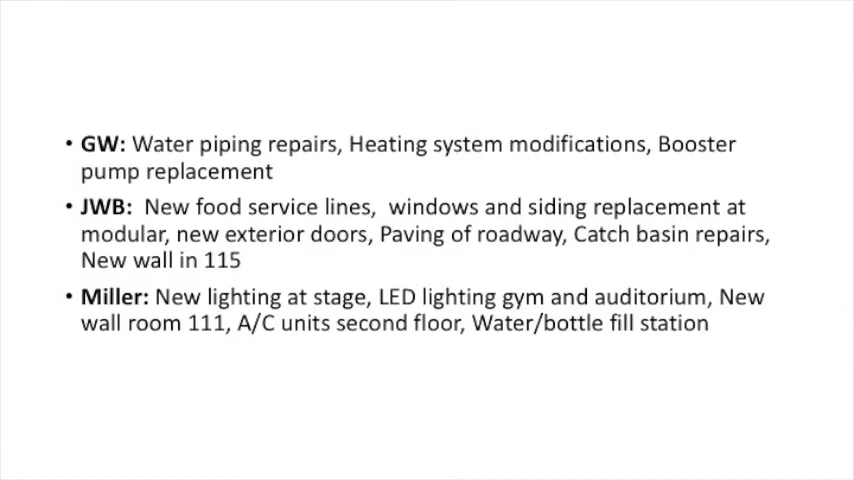 • GW: Water piping repairs, Heating system modifications, Booster
pump replacement
• JWB:  New food service lines,  windows and siding replacement at
modular, new exterior doors, Paving of roadway, Catch basin repairs,
New wall in 115
• Miller: New lighting at stage, LED lighting gym and auditorium, New
wall room 111, A/C units second floor, Water/bottle fill station